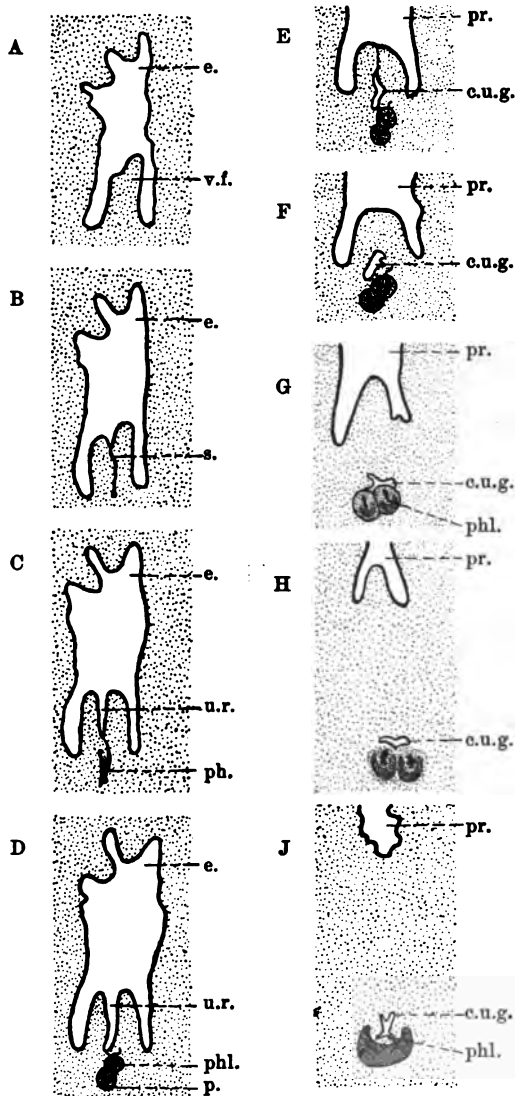 A
e.
v.f.
B
e.
s.
C
e.
u.r.
ph.
D
e.
u.r.
phl.
p.
E
pr.
c.u.g.
F
pr.
c.u.g.
G
pr.
c.u.g.
phl.
H
pr.
c.u.g.
J
pr.
c.u.g.
phl.